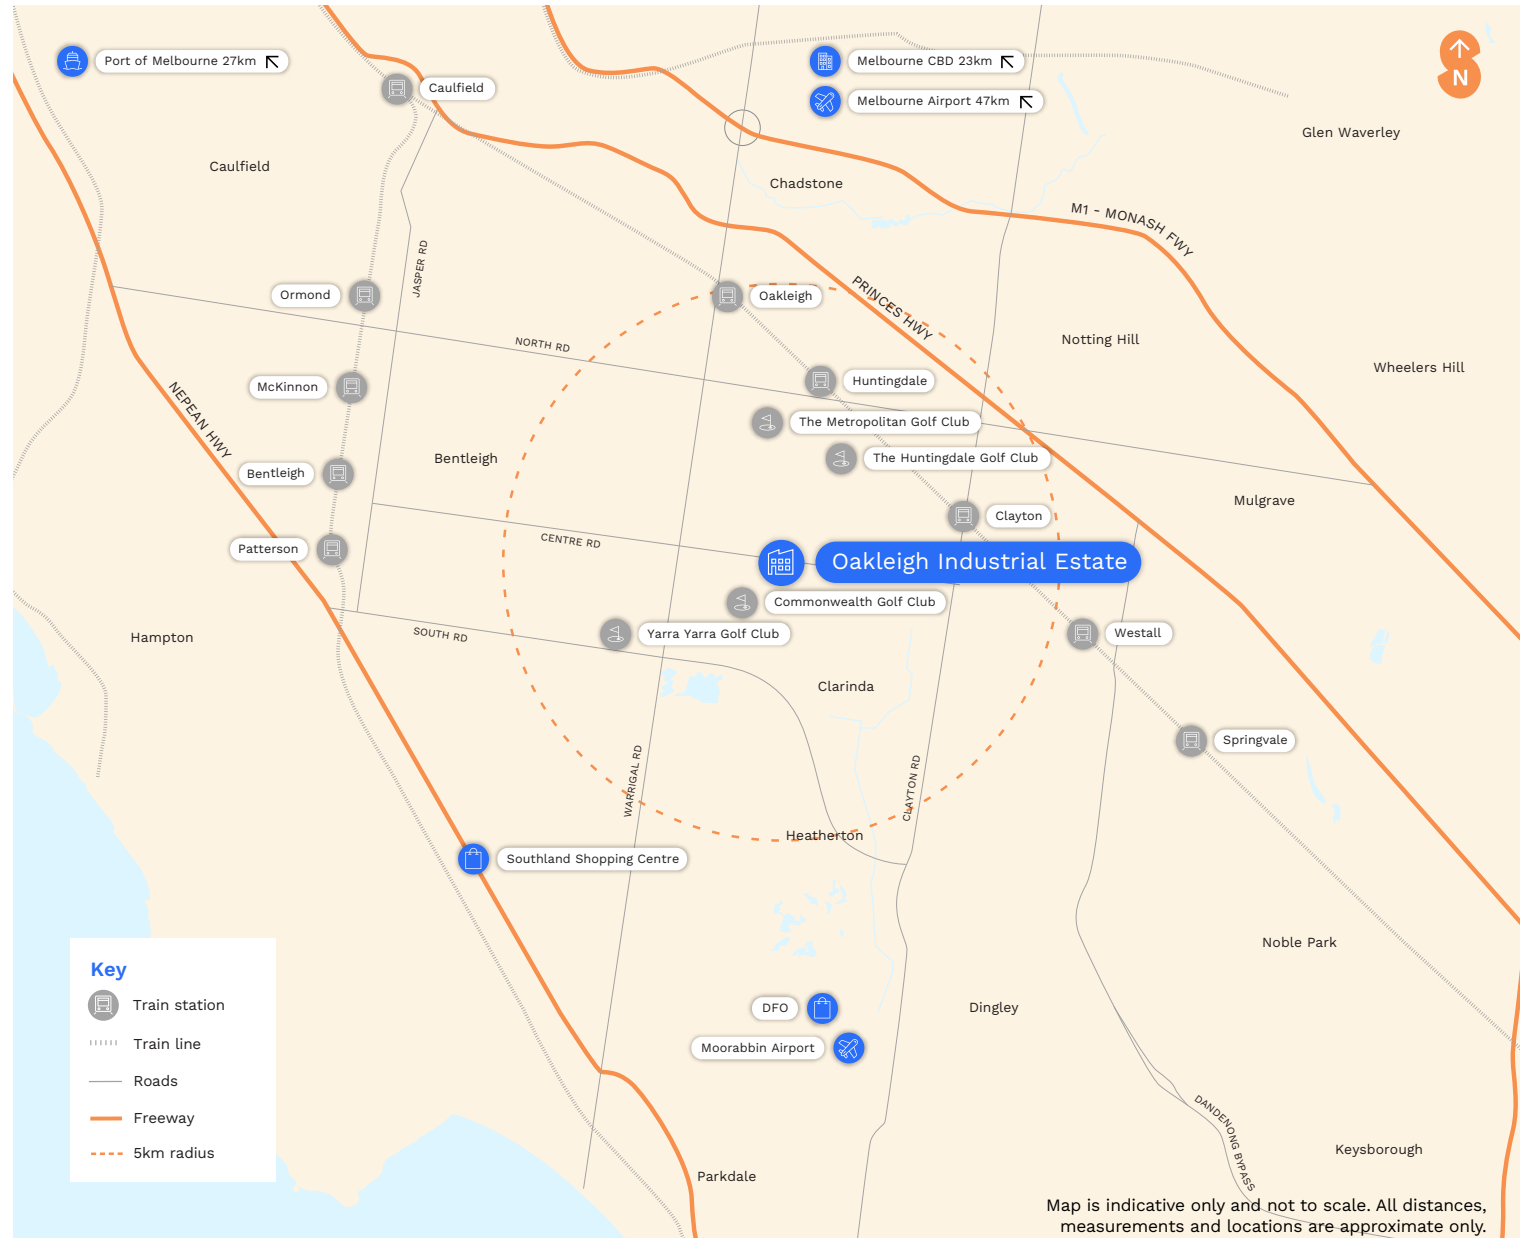 Port of Melbourne 27km
Melbourne CBD 23km
Melbourne Airport 47km
N
Caulfield
Glen Waverley
Caulfield
Chadstone
M1 - MONASH FWY
JASPER RD
Ormond
Oakleigh
PRINCES HWY
NORTH RD
Notting Hill
Wheelers Hill
McKinnon
Huntingdale
NEPEAN HWY
The Metropolitan Golf Club
Bentleigh
The Huntingdale Golf Club
Bentleigh
Mulgrave
Clayton
Patterson
CENTRE RD
Oakleigh Industrial Estate
Commonwealth Golf Club
Hampton
SOUTH RD
Yarra Yarra Golf Club
Westall
Clarinda
Springvale
WARRIGAL RD
CLAYTON RD
Heatherton
Southland Shopping Centre
Noble Park
Key
Train station
Train line
Roads
Freeway
5km radius
DFO
Dingley
Moorabbin Airport
DANDENONG BYPASS
Keysborough
Parkdale
Map is indicative only and not to scale. All distances,
measurements and locations are approximate only.